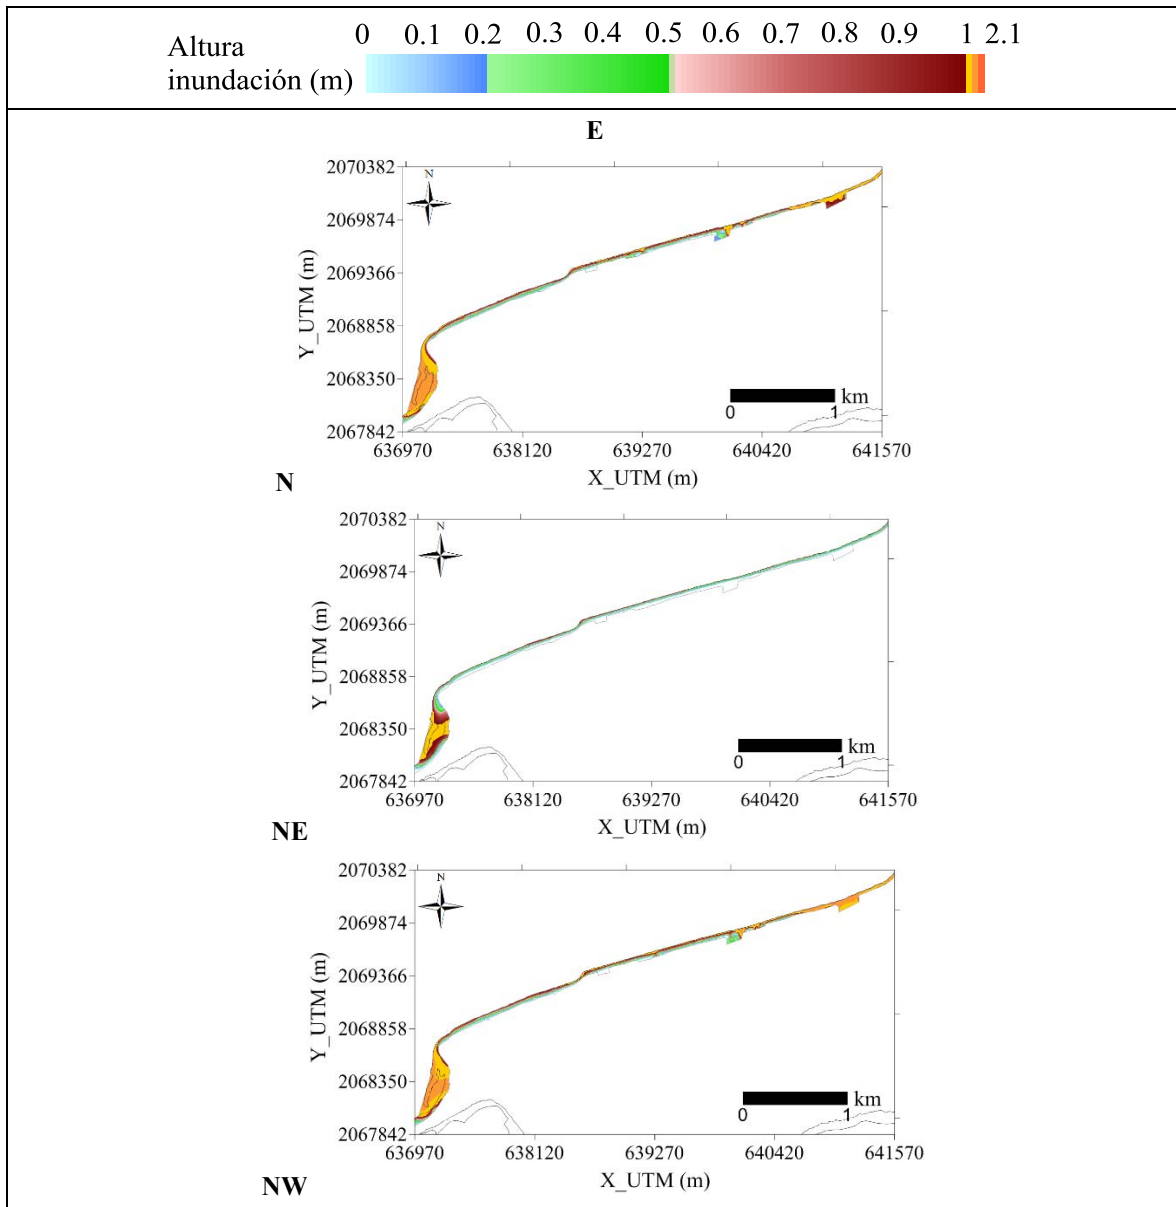 Altura
inundación (m)
0 0.1 0.2 0.3 0.4 0.5 0.6 0.7 0.8 0.9 1 2.1
E
2070382
2069874
2069366
2068858
2068350
2067842
Y_UTM (m)
N
0 1 km
636970 638120 639270 640420 641570
X_UTM (m)
N
2070382
2069874
2069366
2068858
2068350
2067842
Y_UTM (m)
N
0 1 km
636970 638120 639270 640420 641570
X_UTM (m)
NE
2070382
2069874
2069366
2068858
2068350
2067842
Y_UTM (m)
N
0 1 km
636970 638120 639270 640420 641570
X_UTM (m)
NW